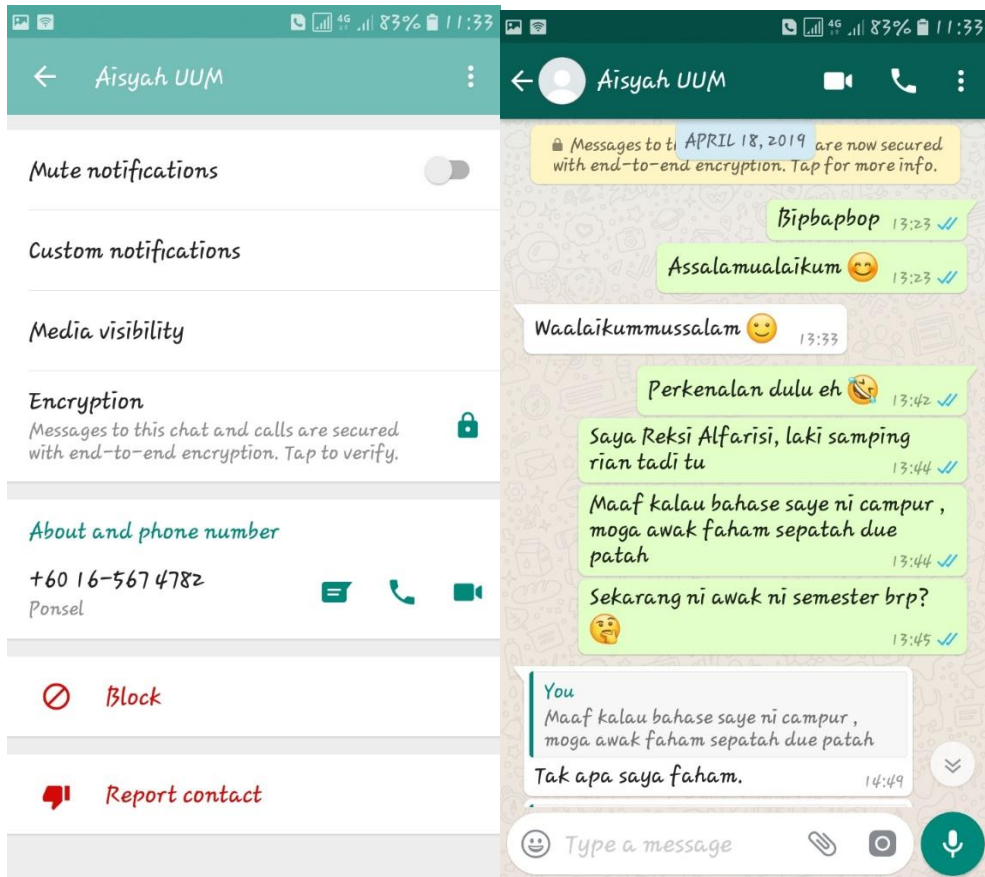 4G 83% 11:33
Aisyah UUM
Mute notifications
Custom notifications
Media visibility
Encryption
Messages to this chat and calls are secured
with end-to-end encryption. Tap to verify.
About and phone number
+60 16-567 4782
Ponsel
Block
Report contact
4G 83% 11:33
Aisyah UUM
APRIL 18, 2019
Messages to are now secured
with end-to-end encryption. Tap for more info.
Bipbapbop 13:23
Assalamualaikum 😊 13:23
Waalaikummussalam 🙂 13:33
Perkenalan dulu eh 🤣 13:42
Saya Reksi Alfarisi, laki samping
rian tadi tu 13:44
Maaf kalau bahase saye ni campur ,
moga awak faham sepatah due
patah 13:44
Sekarang ni awak ni semester brp?
🤔 13:45
You
Maaf kalau bahase saye ni campur ,
moga awak faham sepatah due patah
Tak apa saya faham. 14:49
Type a message